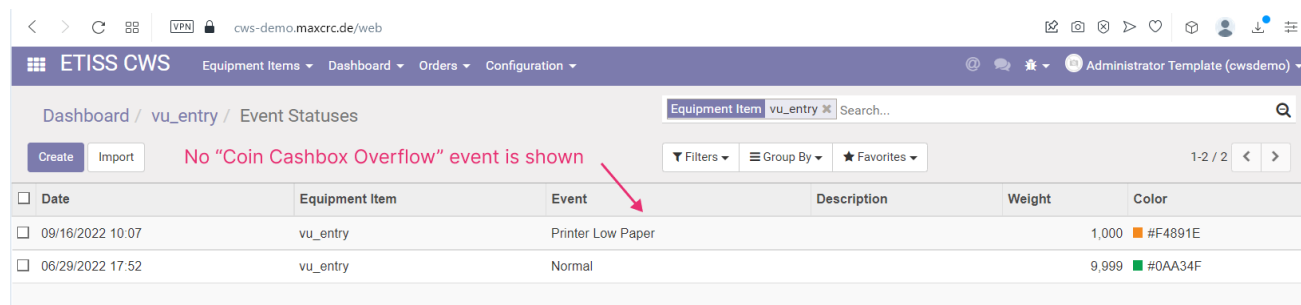 VPN cws-demo.maxcrc.de/web
ETISS CWS Equipment Items Dashboard Orders Configuration @ Administrator Template (cwsdemo)
Dashboard / vu_entry / Event Statuses Equipment Item vu_entry Search...
Create Import No “Coin Cashbox Overflow” event is shown Filters Group By Favorites 1-2 / 2
Date Equipment Item Event Description Weight Color
09/16/2022 10:07 vu_entry Printer Low Paper 1,000 #F4891E
06/29/2022 17:52 vu_entry Normal 9,999 #0AA34F